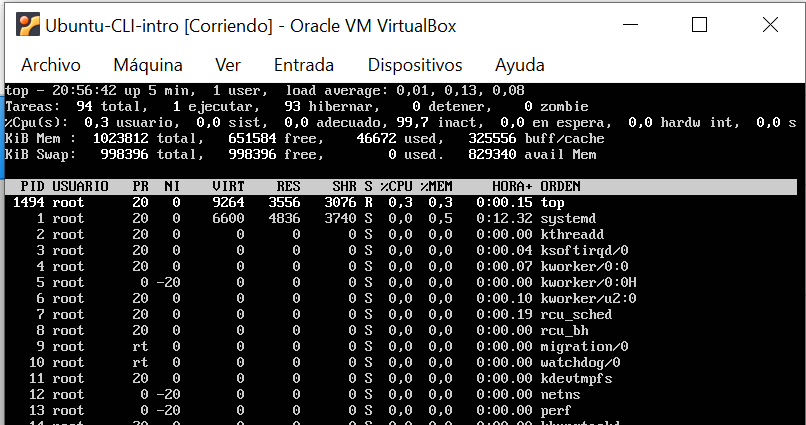 Ubuntu-CLI-intro [Corriendo] - Oracle VM VirtualBox
Archivo Máquina Ver Entrada Dispositivos Ayuda
top - 20:56:42 up 5 min, 1 user, load average: 0,01, 0,13, 0,08
Tareas: 94 total, 1 ejecutar, 93 hibernar, 0 detener, 0 zombie
%Cpu(s): 0,3 usuario, 0,0 sist, 0,0 adecuado, 99,7 inact, 0,0 en espera, 0,0 hardw int, 0,0 s
KiB Mem : 1023812 total, 651584 free, 46672 used, 325556 buff/cache
KiB Swap: 998396 total, 998396 free, 0 used. 829340 avail Mem
PID USUARIO PR NI VIRT RES SHR S %CPU %MEM HORA+ ORDEN
1494 root 20 0 9264 3556 3076 R 0,3 0,3 0:00.15 top
1 root 20 0 6600 4836 3740 S 0,0 0,5 0:12.32 systemd
2 root 20 0 0 0 0 S 0,0 0,0 0:00.00 kthreadd
3 root 20 0 0 0 0 S 0,0 0,0 0:00.04 ksoftirqd/0
4 root 20 0 0 0 0 S 0,0 0,0 0:00.07 kworker/0:0
5 root 0 -20 0 0 0 S 0,0 0,0 0:00.00 kworker/0:0H
6 root 20 0 0 0 0 S 0,0 0,0 0:00.10 kworker/u2:0
7 root 20 0 0 0 0 S 0,0 0,0 0:00.19 rcu_sched
8 root 20 0 0 0 0 S 0,0 0,0 0:00.00 rcu_bh
9 root rt 0 0 0 0 S 0,0 0,0 0:00.00 migration/0
10 root rt 0 0 0 0 S 0,0 0,0 0:00.00 watchdog/0
11 root 20 0 0 0 0 S 0,0 0,0 0:00.00 kdevtmpfs
12 root 0 -20 0 0 0 S 0,0 0,0 0:00.00 netns
13 root 0 -20 0 0 0 S 0,0 0,0 0:00.00 perf